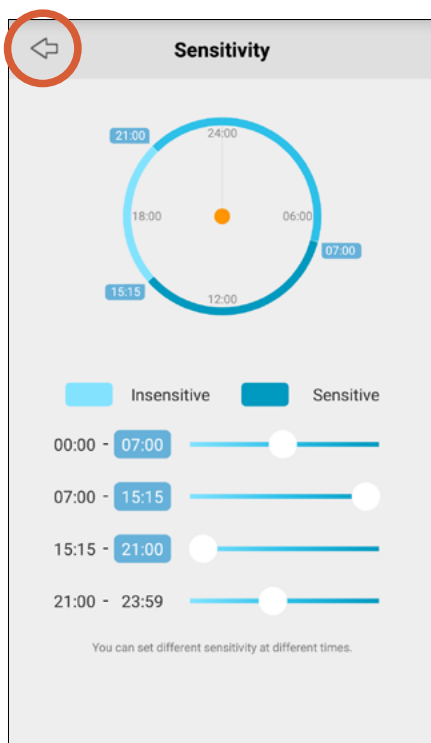 Sensitivity
21:00
24:00
18:00
06:00
07:00
15:15
12:00
Insensitive Sensitive
00:00 - 07:00
07:00 - 15:15
15:15 - 21:00
21:00 - 23:59
You can set different sensitivity at different times.